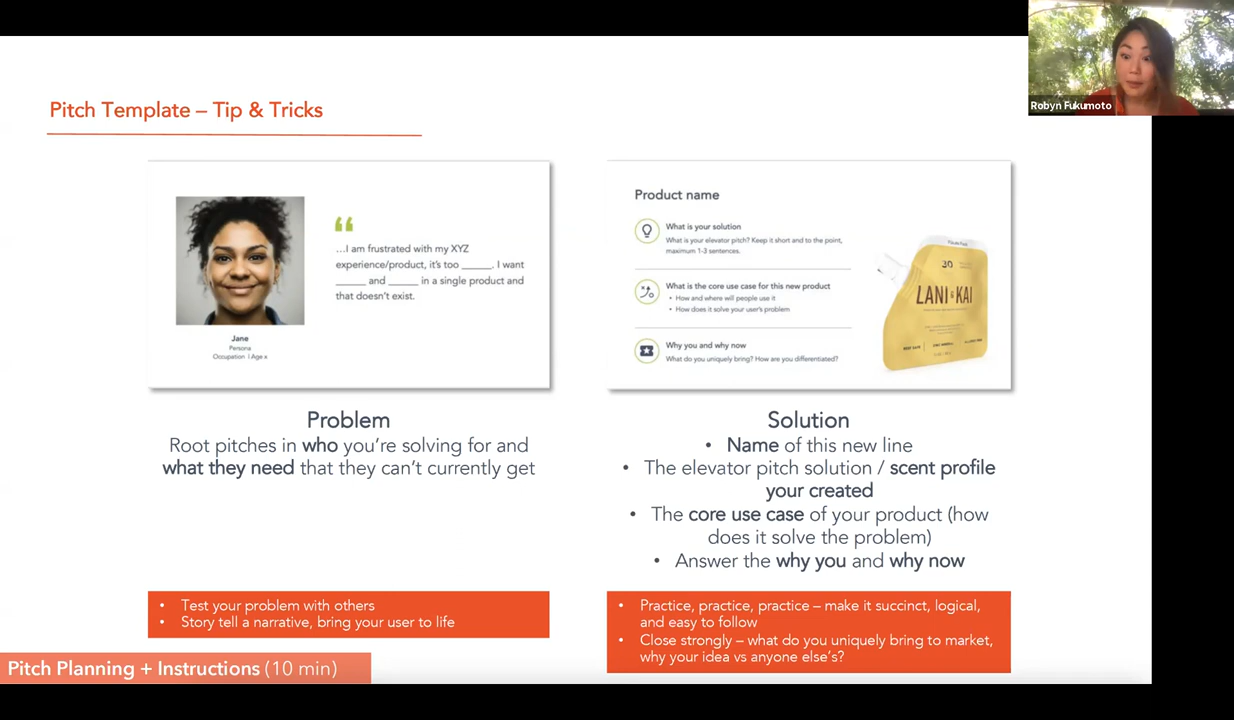 Robyn Fukumoto
Pitch Template – Tip & Tricks
“
…I am frustrated with my XYZ
experience/product, it's too _____. I want
_____ and _____ in a single product and
that doesn't exist.
Jane
Persona
Occupation | Age x
Product name
What is your solution
What is your elevator pitch? Keep it short and to the point,
maximum 1-3 sentences.
What is the core use case for this new product
• How and where will people use it
• How does it solve your user's problem
Why you and why now
What do you uniquely bring? How are you differentiated?
30
LANI & KAI
Problem
Root pitches in who you're solving for and
what they need that they can't currently get
Solution
• Name of this new line
• The elevator pitch solution / scent profile
your created
• The core use case of your product (how
does it solve the problem)
• Answer the why you and why now
• Test your problem with others
• Story tell a narrative, bring your user to life
• Practice, practice, practice – make it succinct, logical,
and easy to follow
• Close strongly – what do you uniquely bring to market,
why your idea vs anyone else's?
Pitch Planning + Instructions (10 min)